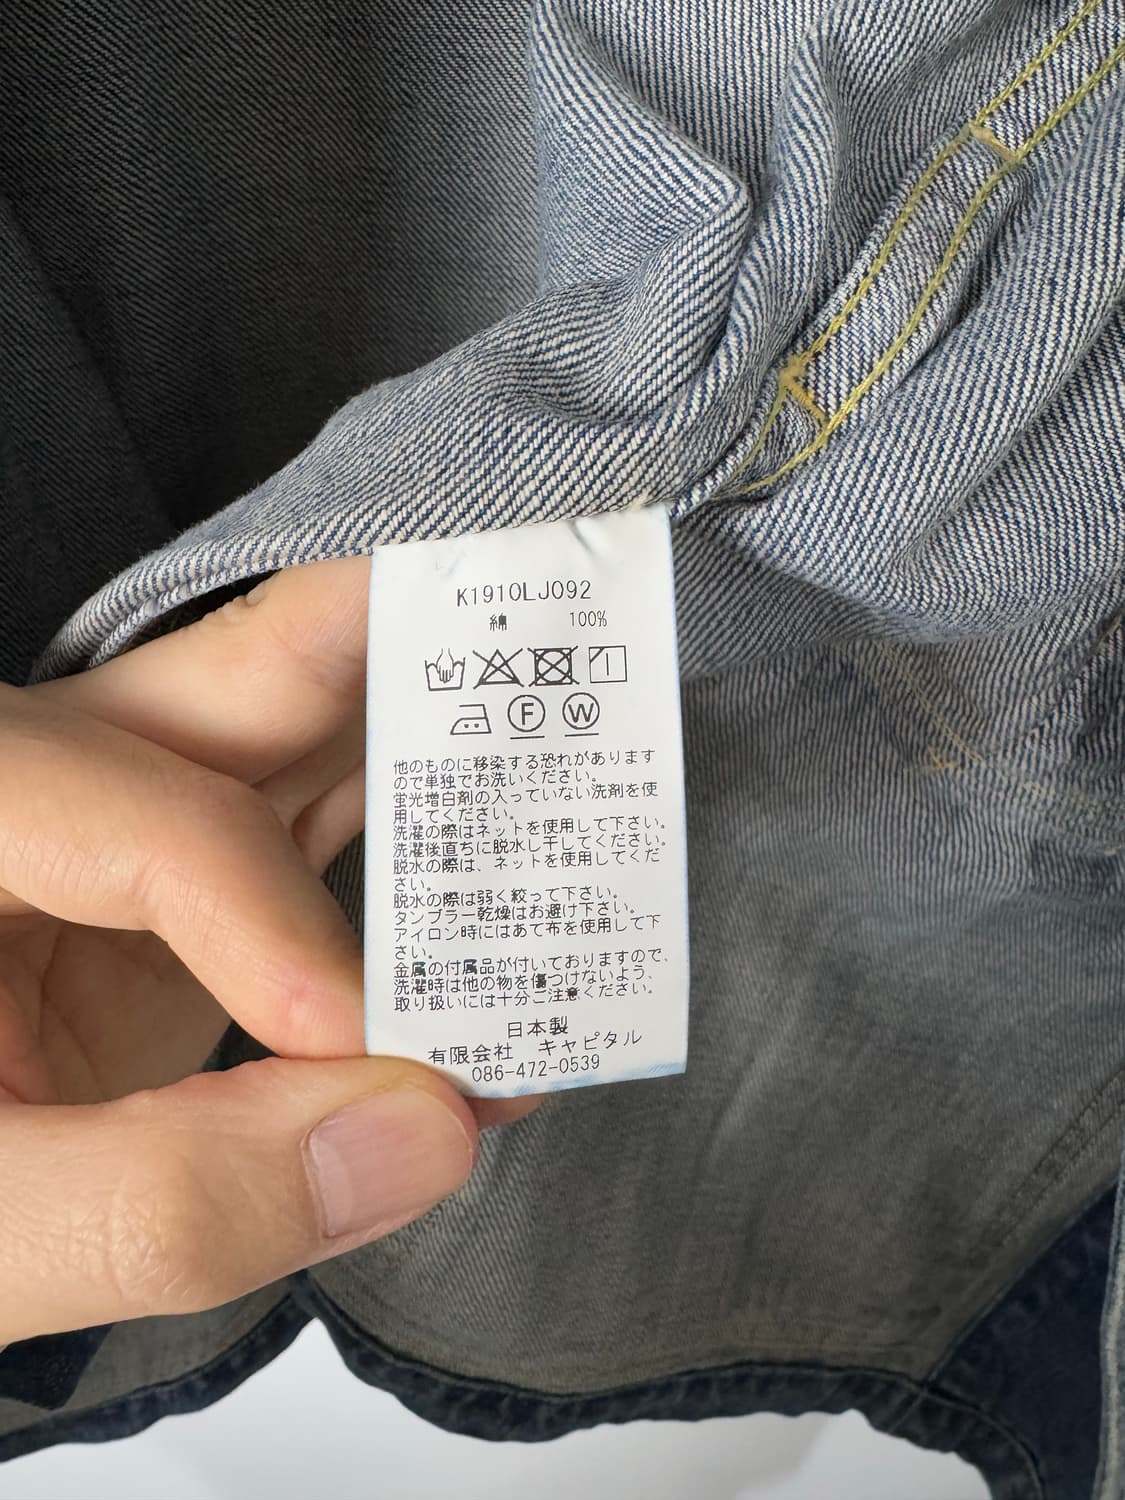 K1910LJ092
綿 100%
F W
他のものに移染する恐れがあります
ので単独でお洗いください。
蛍光増白剤の入っていない洗剤を使
用してください。
洗濯の際はネットを使用して下さい。
洗濯後直ちに脱水し干してください。
脱水の際は、ネットを使用してくだ
さい。
脱水の際は弱く絞って下さい。
タンブラー乾燥はお避け下さい。
アイロン時にはあて布を使用して下
さい。
金属の付属品が付いておりますので、
洗濯時は他の物を傷つけないよう、
取り扱いには十分ご注意ください。
日本製
有限会社 キャピタル
086-472-0539